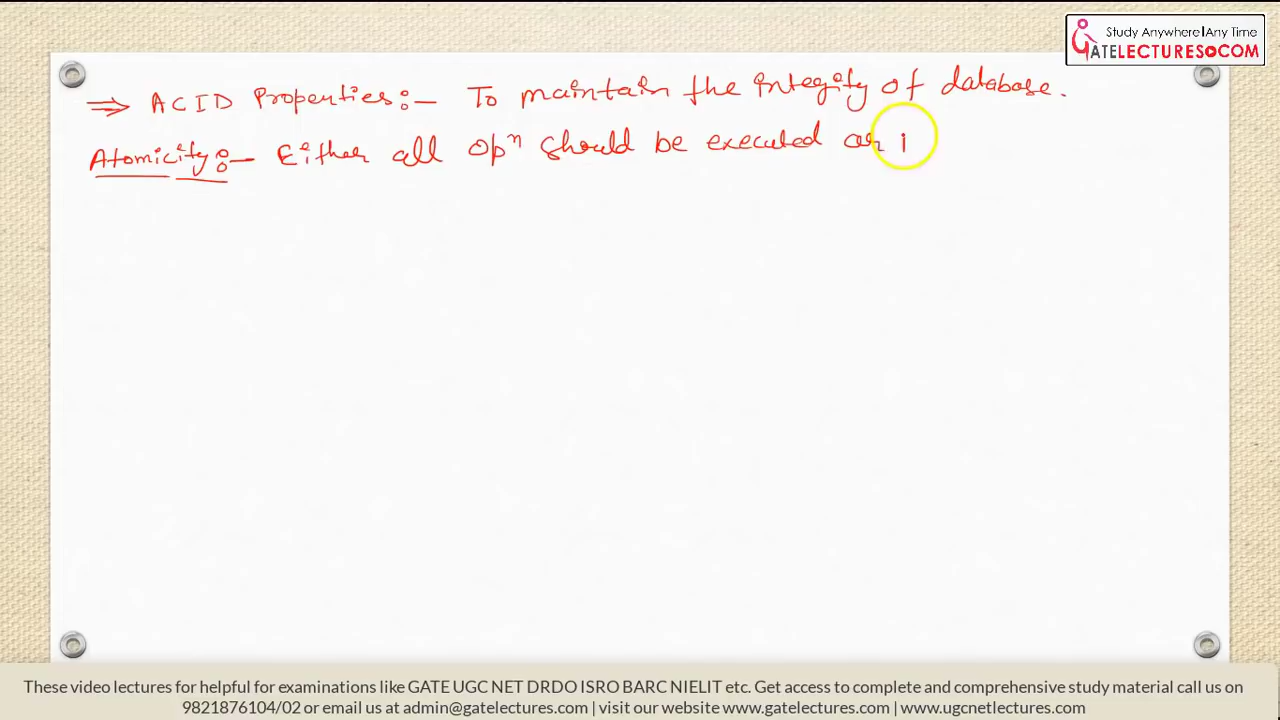 Study Anywhere | Any Time
GATELECTURES.COM
⇒ ACID Properties:- To maintain the integity of database.
Atomicity:- Either all opⁿ should be executed or
These video lectures for helpful for examinations like GATE UGC NET DRDO ISRO BARC NIELIT etc. Get access to complete and comprehensive study material call us on
9821876104/02 or email us at admin@gatelectures.com | visit our website www.gatelectures.com | www.ugcnetlectures.com